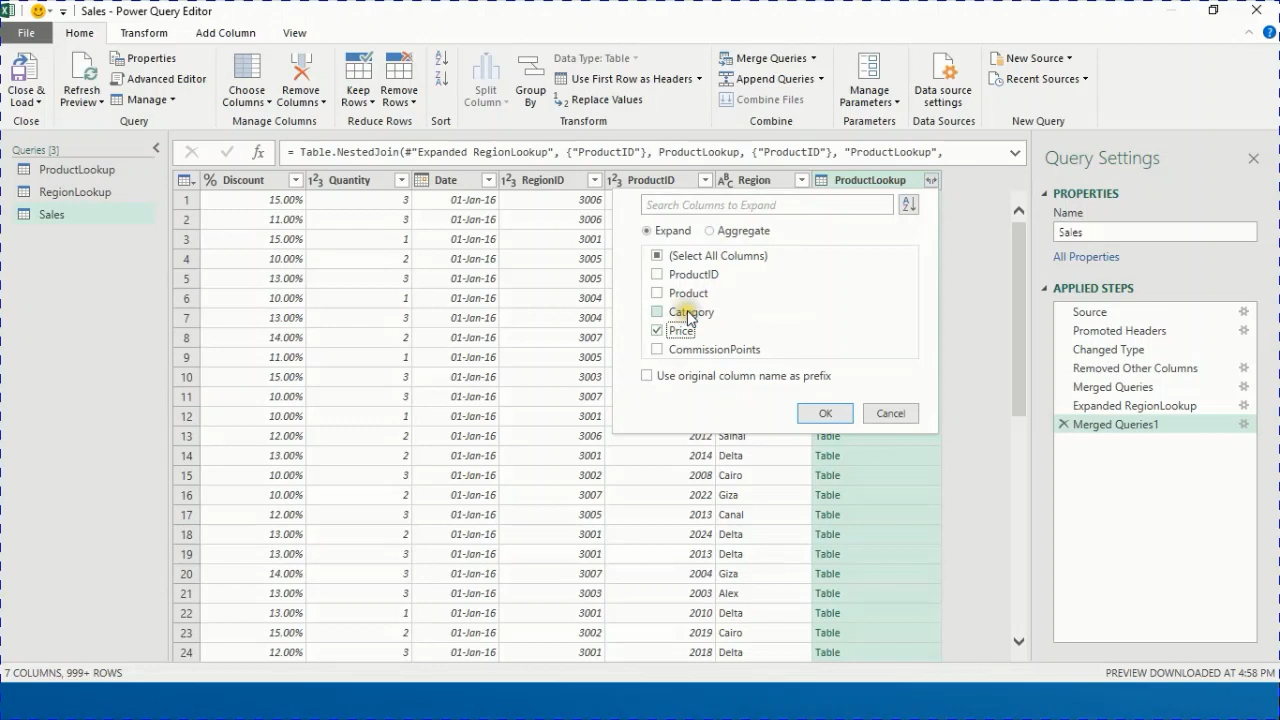 Sales - Power Query Editor
File Home Transform Add Column View
Close & Load
Close
Refresh Preview
Properties
Advanced Editor
Manage
Query
Choose Columns
Remove Columns
Manage Columns
Keep Rows
Remove Rows
Reduce Rows
Sort
Split Column
Group By
Data Type: Table
Use First Row as Headers
Replace Values
Transform
Merge Queries
Append Queries
Combine Files
Combine
Manage Parameters
Parameters
Data source settings
Data Sources
New Source
Recent Sources
New Query
Queries [3]
ProductLookup
RegionLookup
Sales
fx = Table.NestedJoin(#"Expanded RegionLookup", {"ProductID"}, ProductLookup, {"ProductID"}, "ProductLookup",
% Discount 123 Quantity Date 123 RegionID 123 ProductID ABC Region ProductLookup
1 15.00% 3 01-Jan-16 3006
2 11.00% 3 01-Jan-16 3006
3 15.00% 1 01-Jan-16 3001
4 10.00% 2 01-Jan-16 3005
5 13.00% 3 01-Jan-16 3005
6 10.00% 1 01-Jan-16 3004
7 13.00% 3 01-Jan-16 3004
8 14.00% 2 01-Jan-16 3007
9 11.00% 1 01-Jan-16 3005
10 15.00% 3 01-Jan-16 3003
11 10.00% 3 01-Jan-16 3007
12 10.00% 1 01-Jan-16 3001
13 12.00% 2 01-Jan-16 3006 2012 Table
14 13.00% 2 01-Jan-16 3001 2014 Delta Table
15 10.00% 3 01-Jan-16 3002 2008 Cairo Table
16 10.00% 2 01-Jan-16 3007 2022 Giza Table
17 12.00% 3 01-Jan-16 3005 2013 Canal Table
18 13.00% 2 01-Jan-16 3001 2024 Delta Table
19 13.00% 3 01-Jan-16 3001 2013 Delta Table
20 14.00% 3 01-Jan-16 3007 2004 Giza Table
21 13.00% 3 01-Jan-16 3003 2003 Alex Table
22 13.00% 1 01-Jan-16 3001 2010 Delta Table
23 15.00% 2 01-Jan-16 3002 2019 Cairo Table
24 12.00% 3 01-Jan-16 3001 2018 Delta Table
Search Columns to Expand
Expand Aggregate
(Select All Columns)
ProductID
Product
Category
Price
CommissionPoints
Use original column name as prefix
OK Cancel
Query Settings
PROPERTIES
Name
Sales
All Properties
APPLIED STEPS
Source
Promoted Headers
Changed Type
Removed Other Columns
Merged Queries
Expanded RegionLookup
Merged Queries1
7 COLUMNS, 999+ ROWS
PREVIEW DOWNLOADED AT 4:58 PM